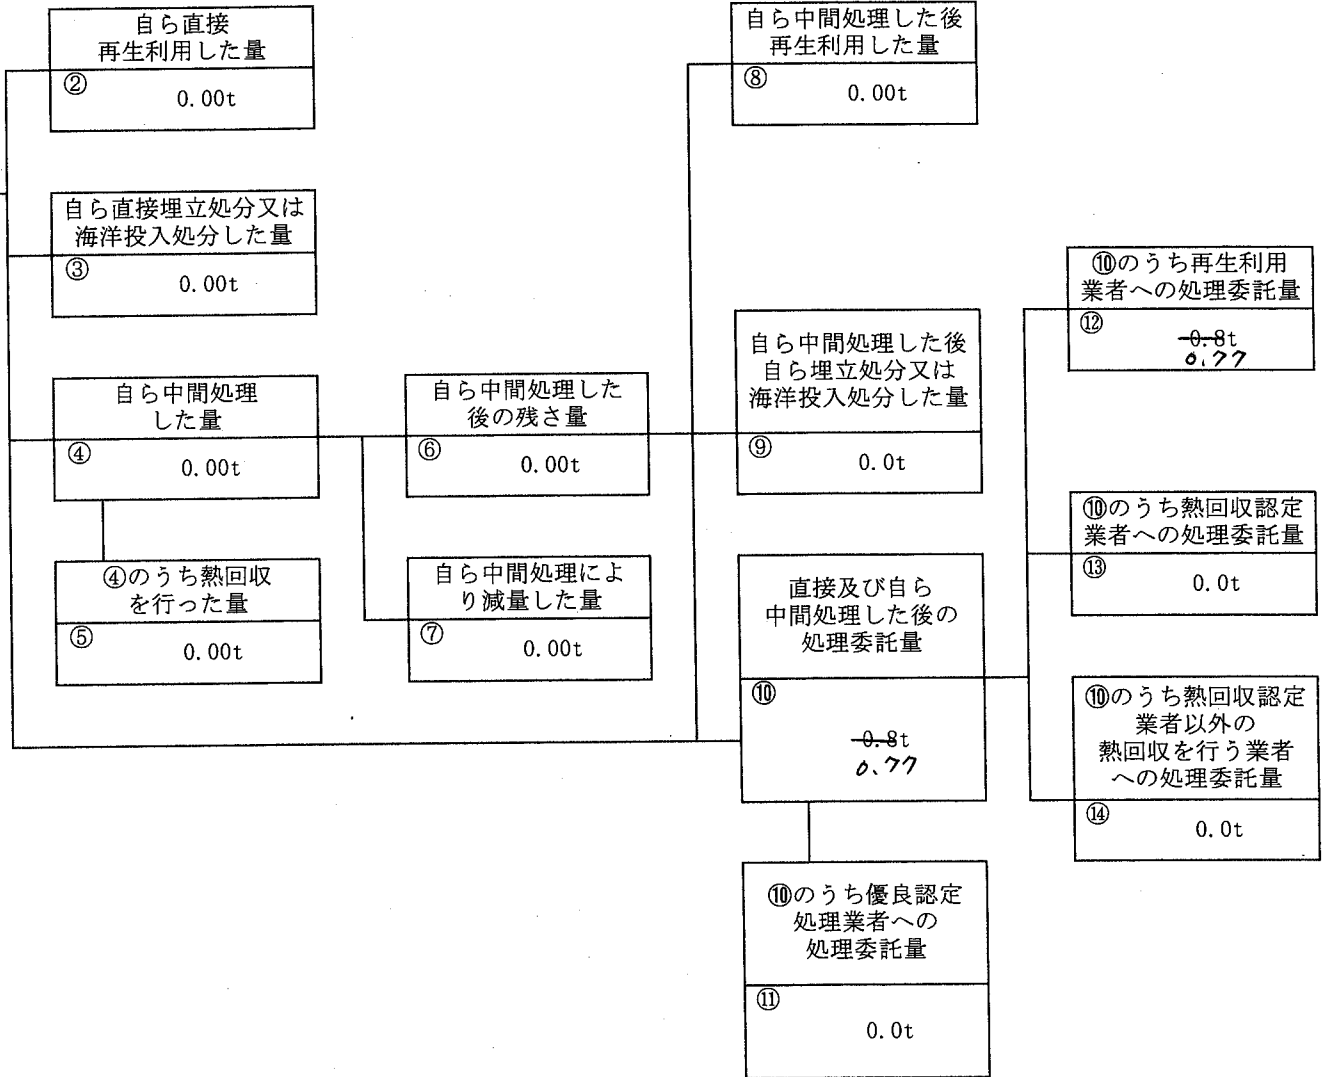 自ら直接
再生利用した量
② 0.00t
自ら直接埋立処分又は
海洋投入処分した量
③ 0.00t
自ら中間処理
した量
④ 0.00t
④のうち熱回収
を行った量
⑤ 0.00t
自ら中間処理した
後の残さ量
⑥ 0.00t
自ら中間処理によ
り減量した量
⑦ 0.00t
自ら中間処理した後
再生利用した量
⑧ 0.00t
自ら中間処理した後
自ら埋立処分又は
海洋投入処分した量
⑨ 0.0t
直接及び自ら
中間処理した後の
処理委託量
⑩
0.8t
0.77
⑩のうち優良認定
処理業者への
処理委託量
⑪
0.0t
⑩のうち再生利用
業者への処理委託量
⑫ 0.8t
0.77
⑩のうち熱回収認定
業者への処理委託量
⑬ 0.0t
⑩のうち熱回収認定
業者以外の
熱回収を行う業者
への処理委託量
⑭ 0.0t